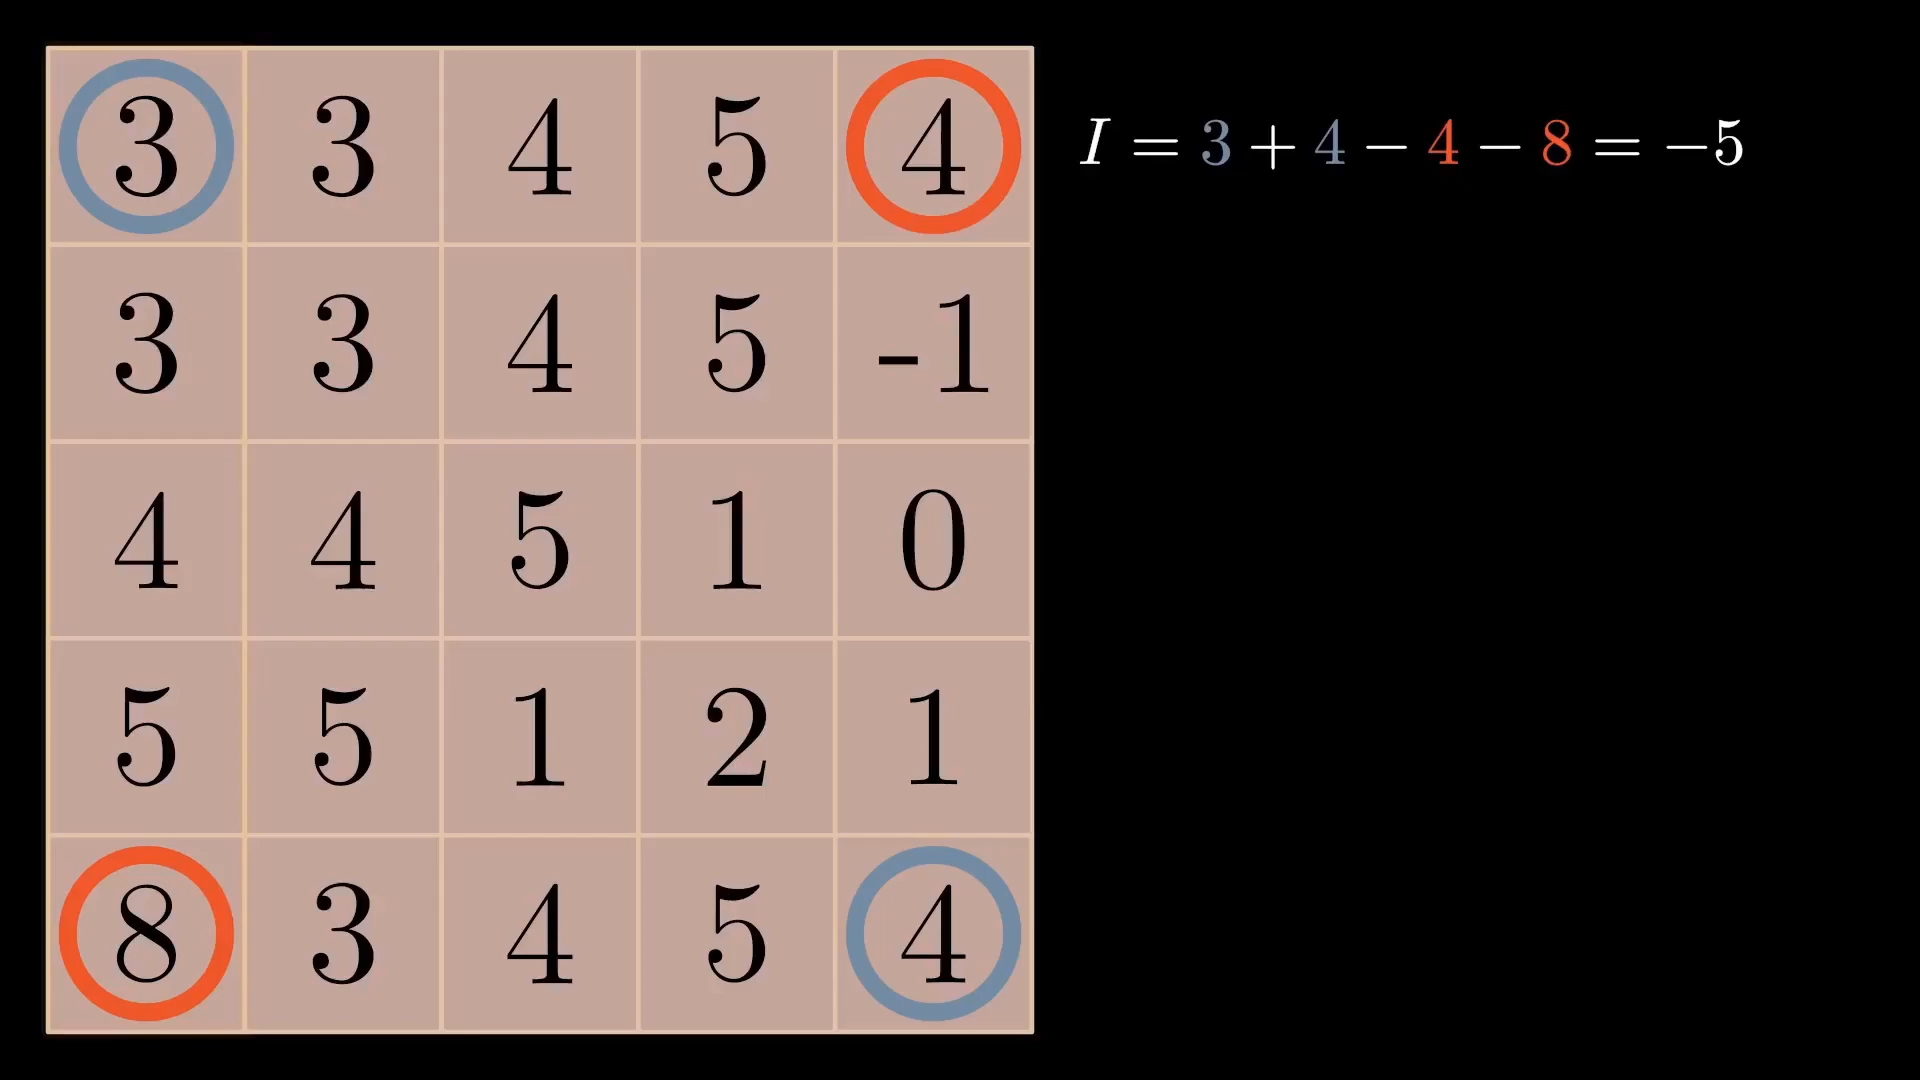 3 3 4 5 4
I = 3 + 4 − 4 − 8 = −5
3 3 4 5 -1
4 4 5 1 0
5 5 1 2 1
8 3 4 5 4